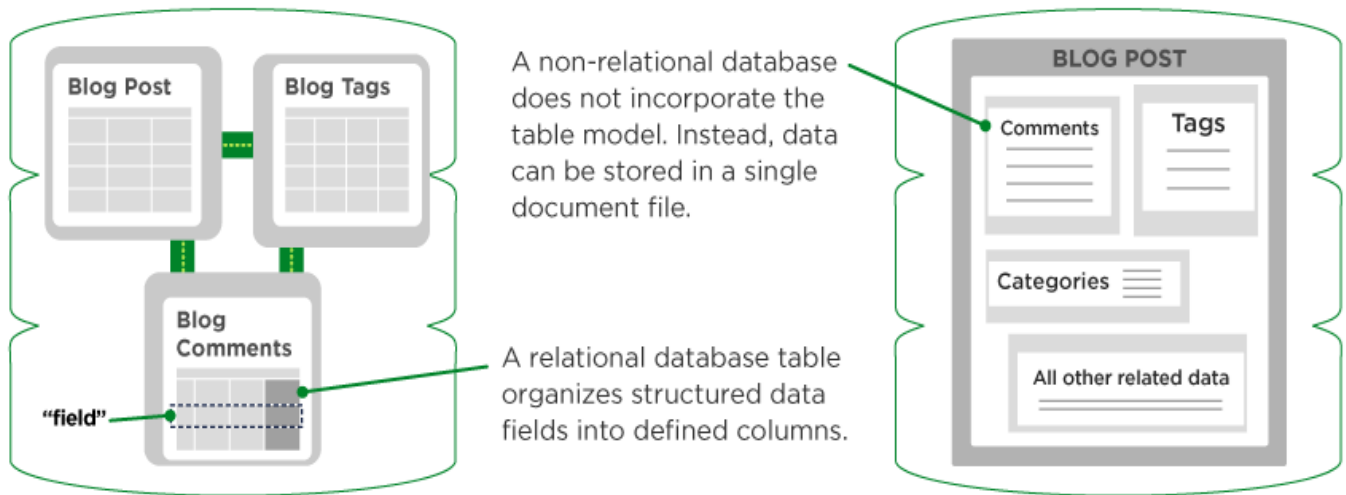 Blog Post
Blog Tags
Blog
Comments
“field”
A non-relational database
does not incorporate the
table model. Instead, data
can be stored in a single
document file.
A relational database table
organizes structured data
fields into defined columns.
BLOG POST
Comments
Tags
Categories
All other related data